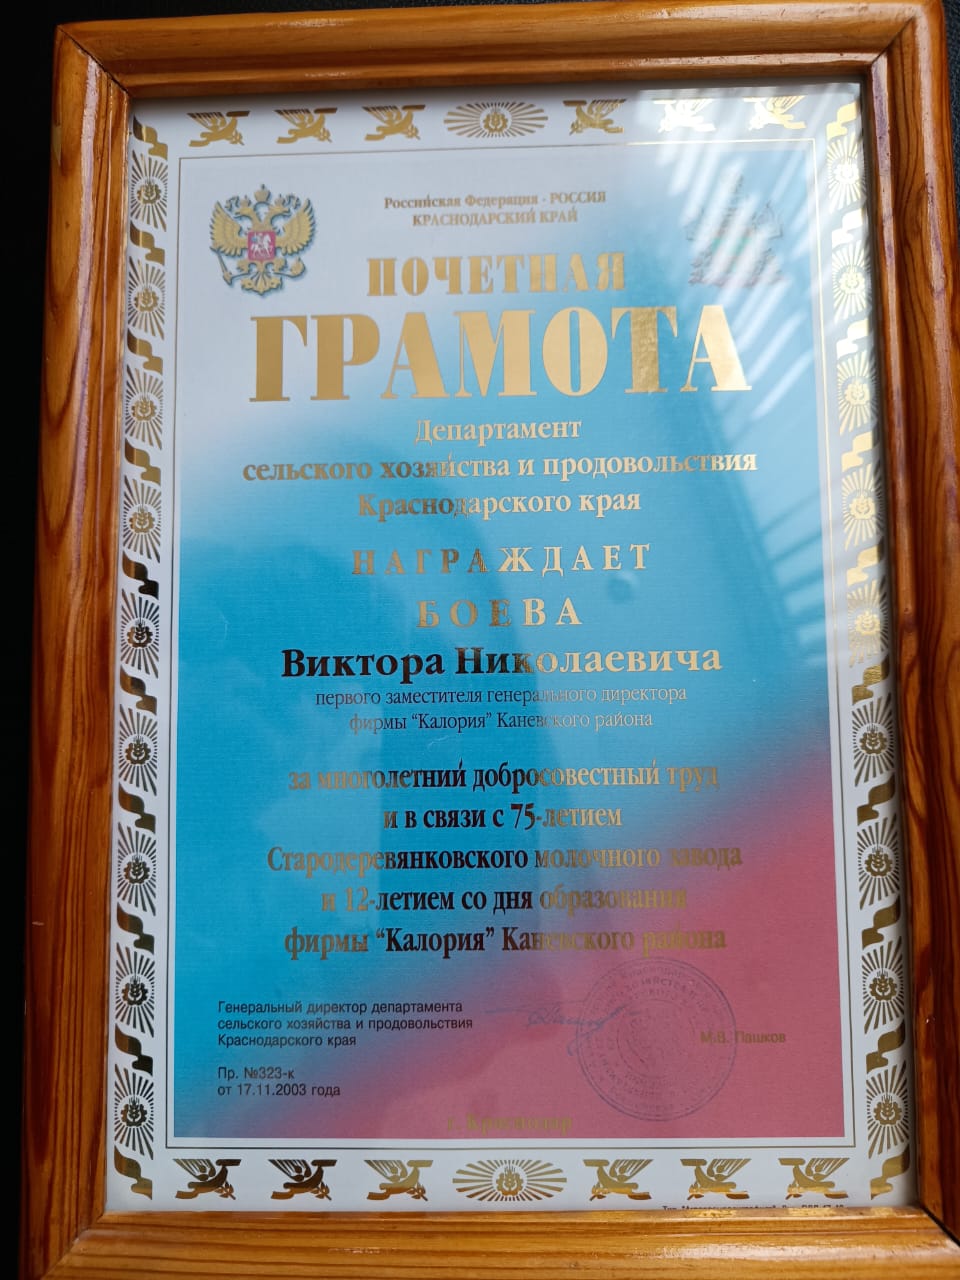 Российская Федерация - РОССИЯ
КРАСНОДАРСКИЙ КРАЙ
ПОЧЕТНАЯ
ГРАМОТА
Департамент
сельского хозяйства и продовольствия
Краснодарского края
НАГРАЖДАЕТ
БОЕВА
Виктора Николаевича
первого заместителя генерального директора
фирмы "Калория" Каневского района
за многолетний добросовестный труд
и в связи с 75-летием
Стародеревянковского молочного завода
и 12-летием со дня образования
фирмы "Калория" Каневского района
Генеральный директор департамента
сельского хозяйства и продовольствия
Краснодарского края
М.В. Пашков
Пр. №323-к
от 17.11.2003 года
г. Краснодар